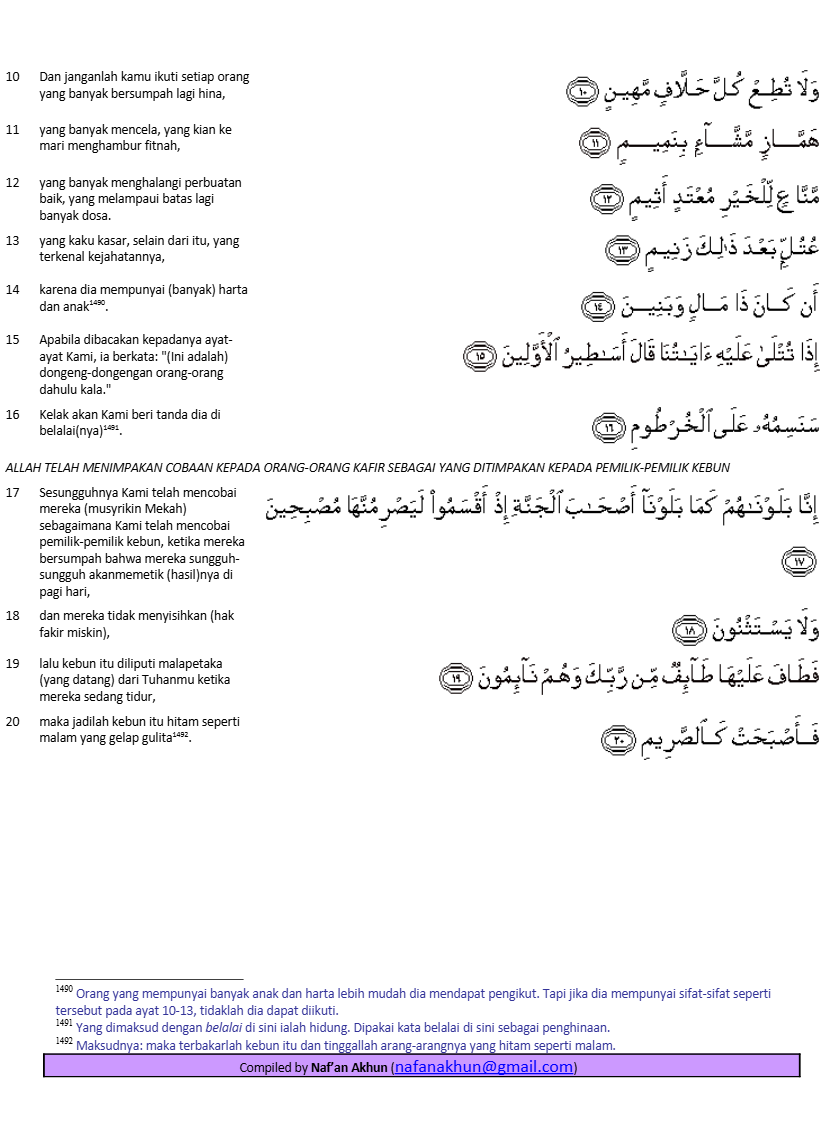 10 Dan janganlah kamu ikuti setiap orang
yang banyak bersumpah lagi hina,
وَلَا تُطِعْ كُلَّ حَلَّافٍ مَّهِينٍ ١٠
11 yang banyak mencela, yang kian ke
mari menghambur fitnah,
هَمَّازٍ مَّشَّآءٍ بِنَمِيمٍ ١١
12 yang banyak menghalangi perbuatan
baik, yang melampaui batas lagi
banyak dosa.
مَّنَّاعٍ لِّلْخَيْرِ مُعْتَدٍ أَثِيمٍ ١٢
13 yang kaku kasar, selain dari itu, yang
terkenal kejahatannya,
عُتُلٍّۭ بَعْدَ ذَٰلِكَ زَنِيمٍ ١٣
14 karena dia mempunyai (banyak) harta
dan anak¹⁴⁹⁰.
أَن كَانَ ذَا مَالٍ وَبَنِينَ ١٤
15 Apabila dibacakan kepadanya ayat-
ayat Kami, ia berkata: "(Ini adalah)
dongeng-dongengan orang-orang
dahulu kala."
إِذَا تُتْلَىٰ عَلَيْهِ ءَايَـٰتُنَا قَالَ أَسَـٰطِيرُ ٱلْأَوَّلِينَ ١٥
16 Kelak akan Kami beri tanda dia di
belalai(nya)¹⁴⁹¹.
سَنَسِمُهُۥ عَلَى ٱلْخُرْطُومِ ١٦
ALLAH TELAH MENIMPAKAN COBAAN KEPADA ORANG-ORANG KAFIR SEBAGAI YANG DITIMPAKAN KEPADA PEMILIK-PEMILIK KEBUN
17 Sesungguhnya Kami telah mencobai
mereka (musyrikin Mekah)
sebagaimana Kami telah mencobai
pemilik-pemilik kebun, ketika mereka
bersumpah bahwa mereka sungguh-
sungguh akanmemetik (hasil)nya di
pagi hari,
إِنَّا بَلَوْنَـٰهُمْ كَمَا بَلَوْنَآ أَصْحَـٰبَ ٱلْجَنَّةِ إِذْ أَقْسَمُوا۟ لَيَصْرِمُنَّهَا مُصْبِحِينَ
١٧
18 dan mereka tidak menyisihkan (hak
fakir miskin),
وَلَا يَسْتَثْنُونَ ١٨
19 lalu kebun itu diliputi malapetaka
(yang datang) dari Tuhanmu ketika
mereka sedang tidur,
فَطَافَ عَلَيْهَا طَآئِفٌ مِّن رَّبِّكَ وَهُمْ نَآئِمُونَ ١٩
20 maka jadilah kebun itu hitam seperti
malam yang gelap gulita¹⁴⁹².
فَأَصْبَحَتْ كَٱلصَّرِيمِ ٢٠
¹⁴⁹⁰ Orang yang mempunyai banyak anak dan harta lebih mudah dia mendapat pengikut. Tapi jika dia mempunyai sifat-sifat seperti
tersebut pada ayat 10-13, tidaklah dia dapat diikuti.
¹⁴⁹¹ Yang dimaksud dengan belalai di sini ialah hidung. Dipakai kata belalai di sini sebagai penghinaan.
¹⁴⁹² Maksudnya: maka terbakarlah kebun itu dan tinggallah arang-arangnya yang hitam seperti malam.
Compiled by Naf'an Akhun (nafanakhun@gmail.com)